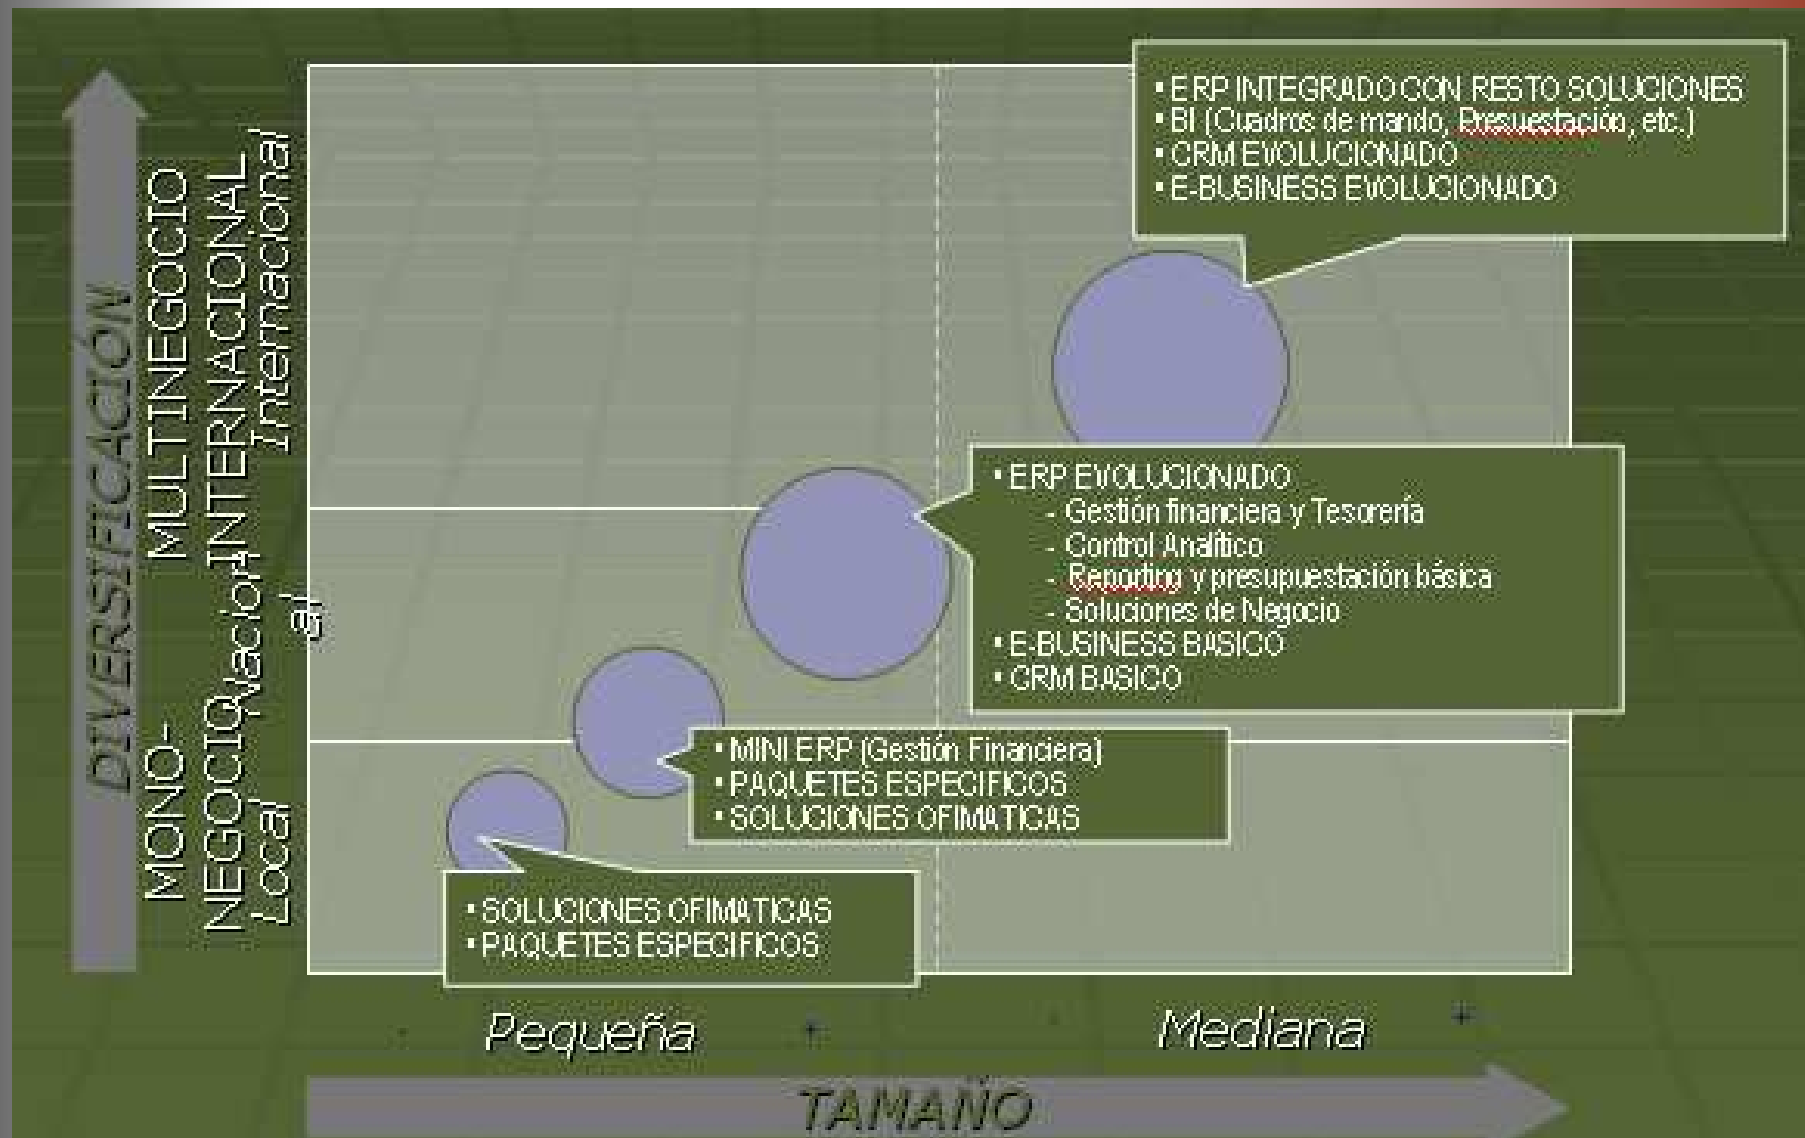 ▪ ERP INTEGRADO CON RESTO SOLUCIONES
▪ BI (Cuadros de mando, Presuestación, etc.)
▪ CRM EVOLUCIONADO
▪ E-BUSINESS EVOLUCIONADO
▪ ERP EVOLUCIONADO
- Gestión financiera y Tesorería
- Control Analítico
- Reporting y presupuestación básica
- Soluciones de Negocio
▪ E-BUSINESS BASICO
▪ CRM BASICO
▪ MINI ERP (Gestión Financiera)
▪ PAQUETES ESPECIFICOS
▪ SOLUCIONES OFIMATICAS
▪ SOLUCIONES OFIMATICAS
▪ PAQUETES ESPECIFICOS
DIVERSIFICACIÓN
MULTINEGOCIO
INTERNACIONAL
Internacional
Nacion
al
MONO-
NEGOCIO
Local
- Pequeña +
- Mediana +
TAMAÑO